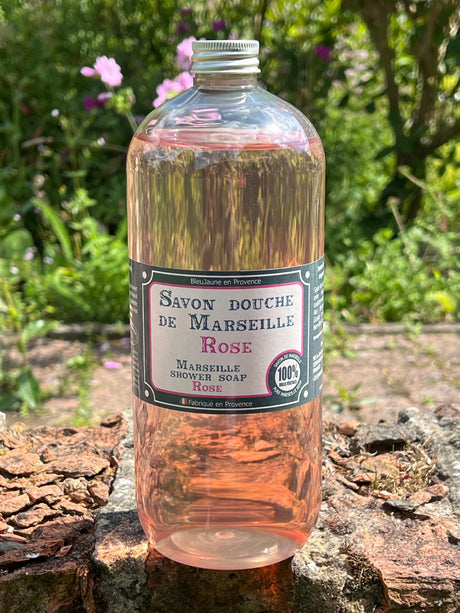 BleuJaune en Provence
SAVON DOUCHE
DE MARSEILLE
ROSE
MARSEILLE
SHOWER SOAP
ROSE
100%
Fabriqué en Provence